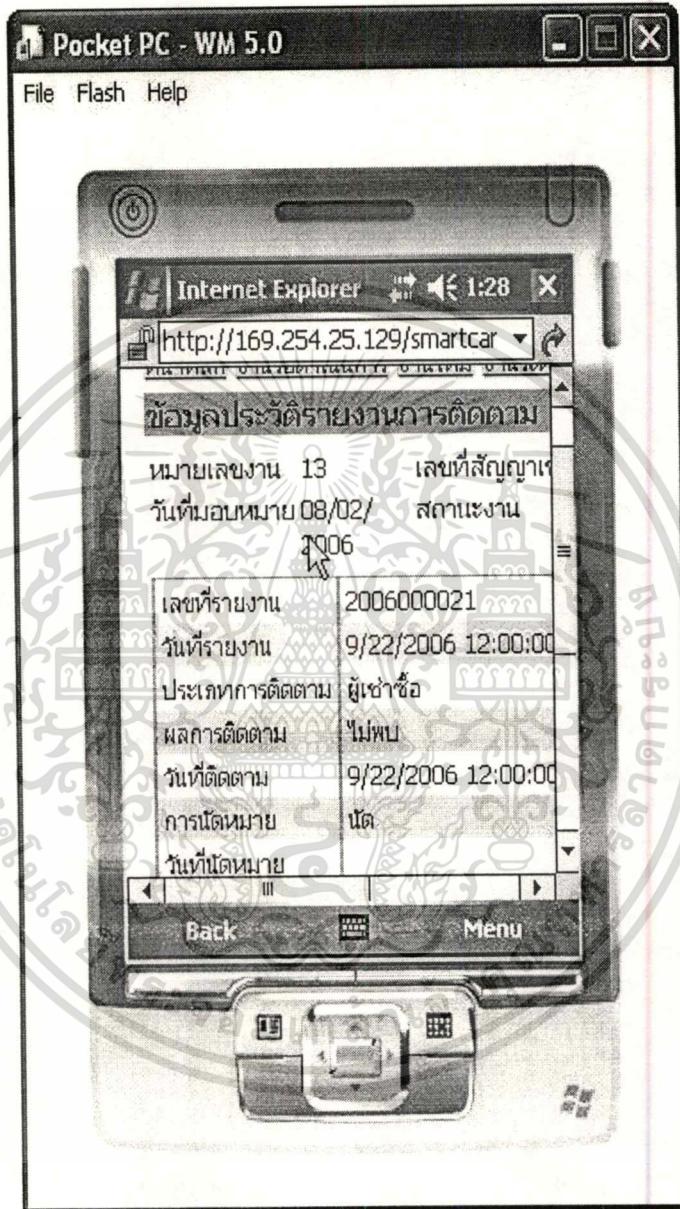 Pocket PC - WM 5.0
File Flash Help
Internet Explorer 1:28
http://169.254.25.129/smartcar
ข้อมูลประวัติรายงานการติดตาม
หมายเลขงาน 13 เลขที่สัญญาเช
วันที่มอบหมาย 08/02/ สถานะงาน
2006
เลขที่รายงาน 2006000021
วันที่รายงาน 9/22/2006 12:00:00
ประเภทการติดตาม ผู้เช่าซื้อ
ผลการติดตาม ไม่พบ
วันที่ติดตาม 9/22/2006 12:00:00
การนัดหมาย นัด
วันที่นัดหมาย
Back Menu